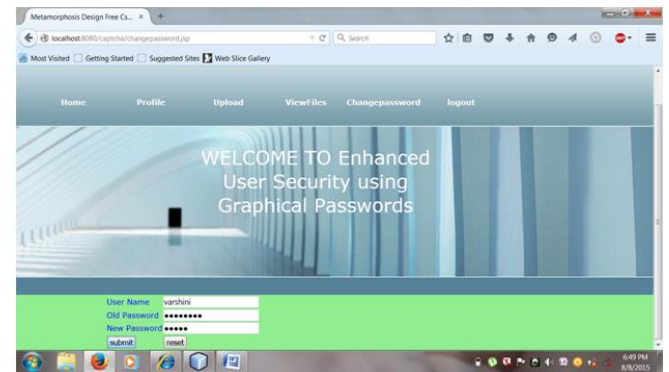 Metamorphosis Design Free Cs...
localhost:8080/captcha/changepassword.jsp
Search
Most Visited Getting Started Suggested Sites Web Slice Gallery
Home Profile Upload ViewFiles Changepassword logout
WELCOME TO Enhanced
User Security using
Graphical Passwords
User Name varshini
Old Password
New Password
submit reset
6:49 PM
8/8/2015